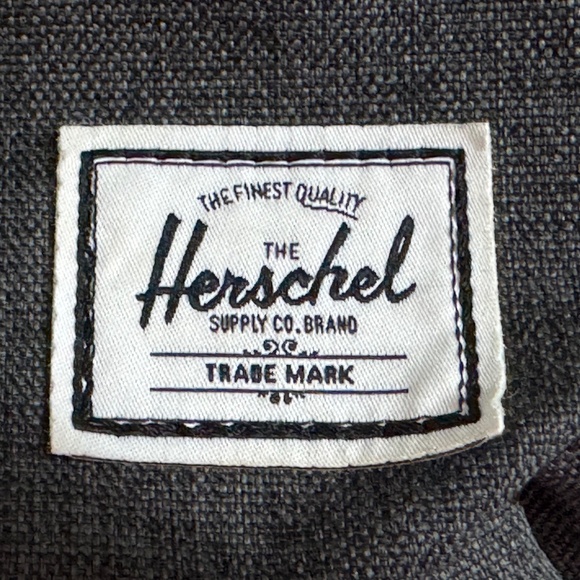 THE FINEST QUALITY
THE
Herschel
SUPPLY CO. BRAND
TRADE MARK